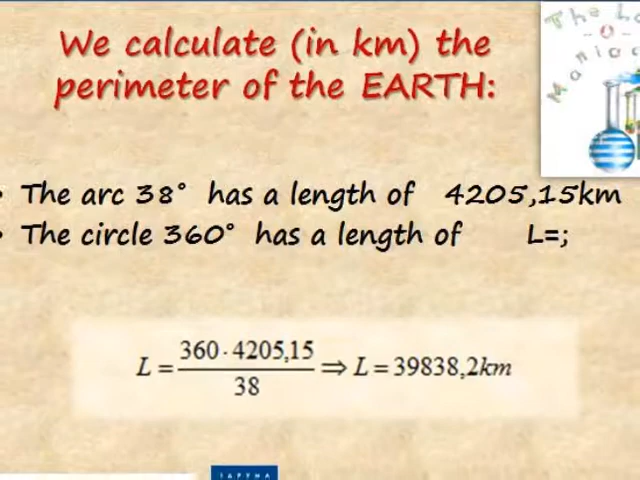 We calculate (in km) the
perimeter of the EARTH:
• The arc 38° has a length of 4205,15km
• The circle 360° has a length of L=;
L = 360 · 4205,15 / 38 ⇒ L = 39838,2km